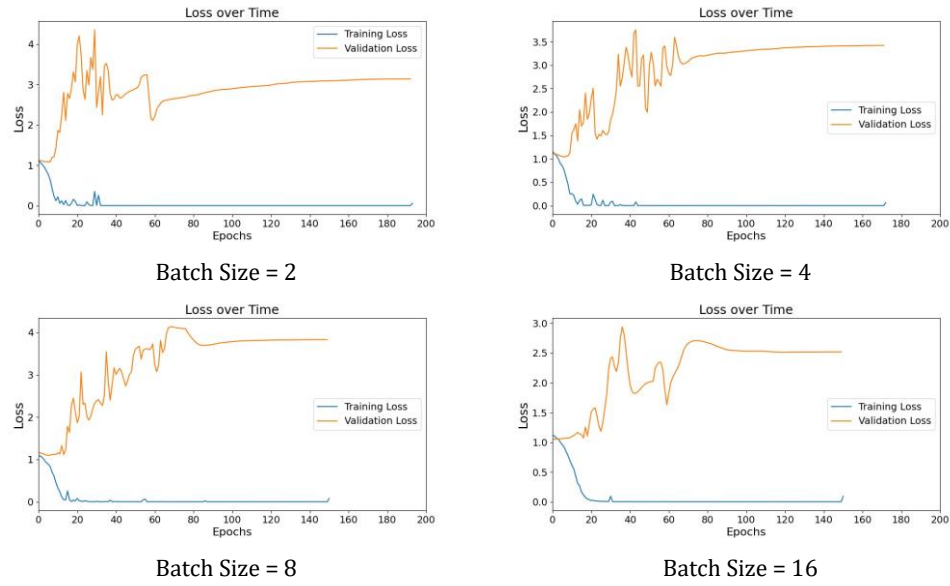 Loss over Time
Loss
4
3
2
1
0
Training Loss
Validation Loss
0 20 40 60 80 100 120 140 160 180 200
Epochs
Batch Size = 2
Loss over Time
Loss
3.5
3.0
2.5
2.0
1.5
1.0
0.5
0.0
Training Loss
Validation Loss
0 20 40 60 80 100 120 140 160 180 200
Epochs
Batch Size = 4
Loss over Time
Loss
4
3
2
1
0
Training Loss
Validation Loss
0 20 40 60 80 100 120 140 160 180 200
Epochs
Batch Size = 8
Loss over Time
Loss
3.0
2.5
2.0
1.5
1.0
0.5
0.0
Training Loss
Validation Loss
0 20 40 60 80 100 120 140 160 180 200
Epochs
Batch Size = 16